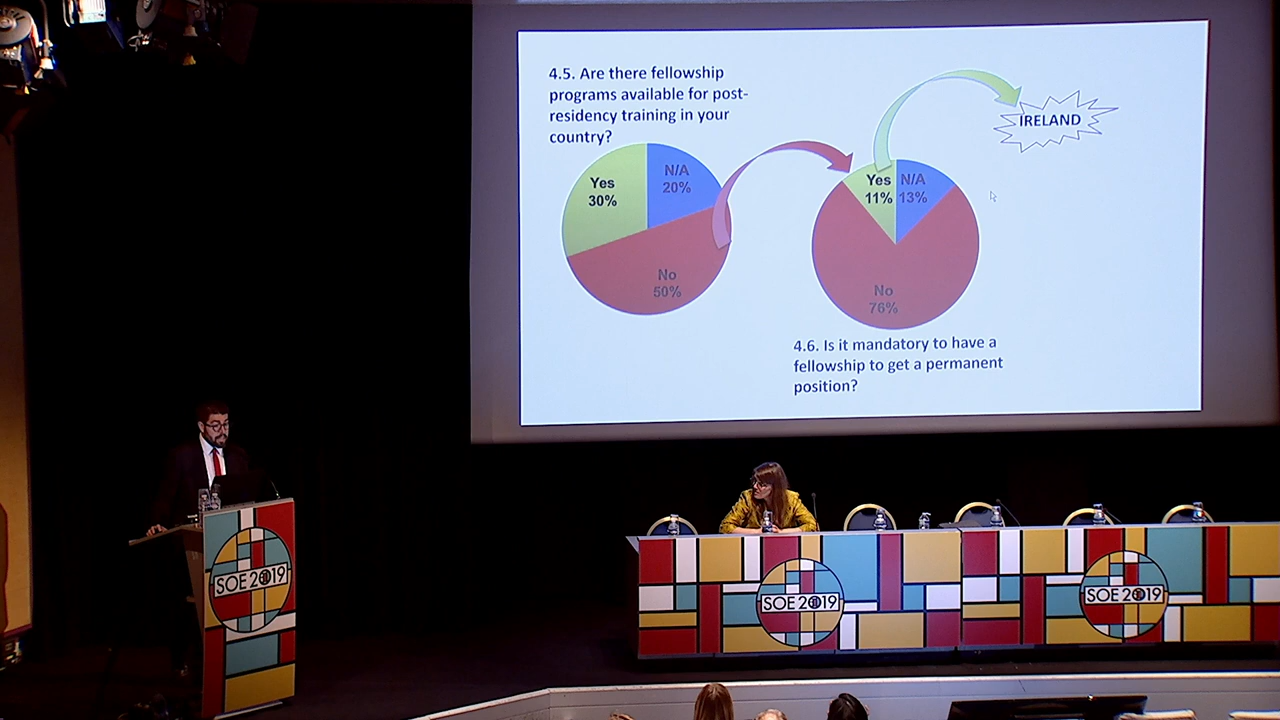 4.5. Are there fellowship
programs available for post-
residency training in your
country?
Yes
30%
N/A
20%
No
50%
Yes
11%
N/A
13%
No
76%
IRELAND
4.6. Is it mandatory to have a
fellowship to get a permanent
position?
SOE 2019
SOE 2019
SOE 2019